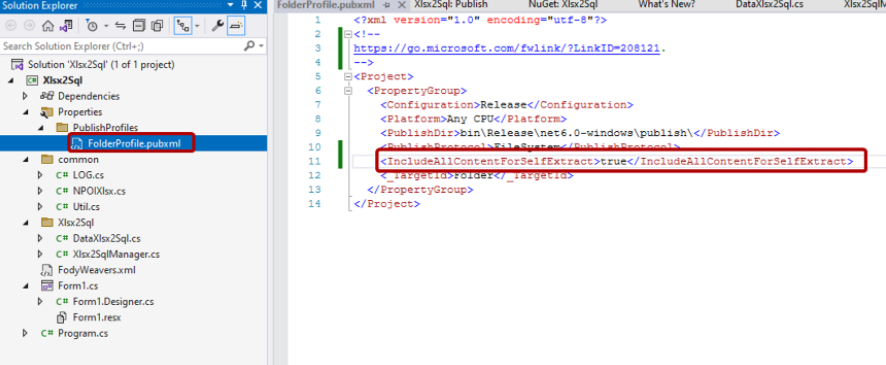 Solution Explorer
Search Solution Explorer (Ctrl+;)
Solution 'Xlsx2Sql' (1 of 1 project)
C# Xlsx2Sql
Dependencies
Properties
PublishProfiles
FolderProfile.pubxml
common
C# LOG.cs
C# NPOIXlsx.cs
C# Util.cs
Xlsx2Sql
C# DataXlsx2Sql.cs
C# Xlsx2SqlManager.cs
FodyWeavers.xml
Form1.cs
C# Form1.Designer.cs
Form1.resx
C# Program.cs
FolderProfile.pubxml Xlsx2Sql: Publish NuGet: Xlsx2Sql What's New? DataXlsx2Sql.cs
1 <?xml version="1.0" encoding="utf-8"?>
2 <!--
3 https://go.microsoft.com/fwlink/?LinkID=208121.
4 -->
5 <Project>
6 <PropertyGroup>
7 <Configuration>Release</Configuration>
8 <Platform>Any CPU</Platform>
9 <PublishDir>bin\Release\net6.0-windows\publish\</PublishDir>
10 <PublishProtocol>FileSystem</PublishProtocol>
11 <IncludeAllContentForSelfExtract>true</IncludeAllContentForSelfExtract>
12 <_TargetId>Folder</_TargetId>
13 </PropertyGroup>
14 </Project>